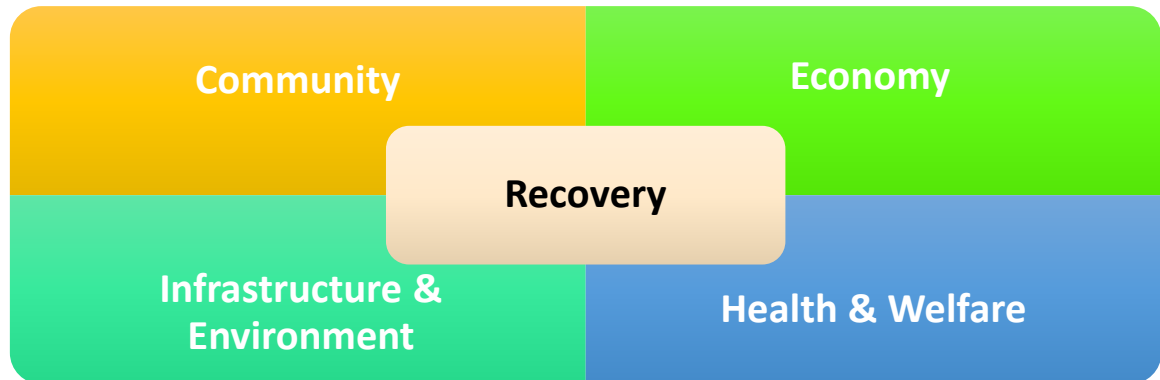 Community
Economy
Recovery
Infrastructure &
Environment
Health & Welfare